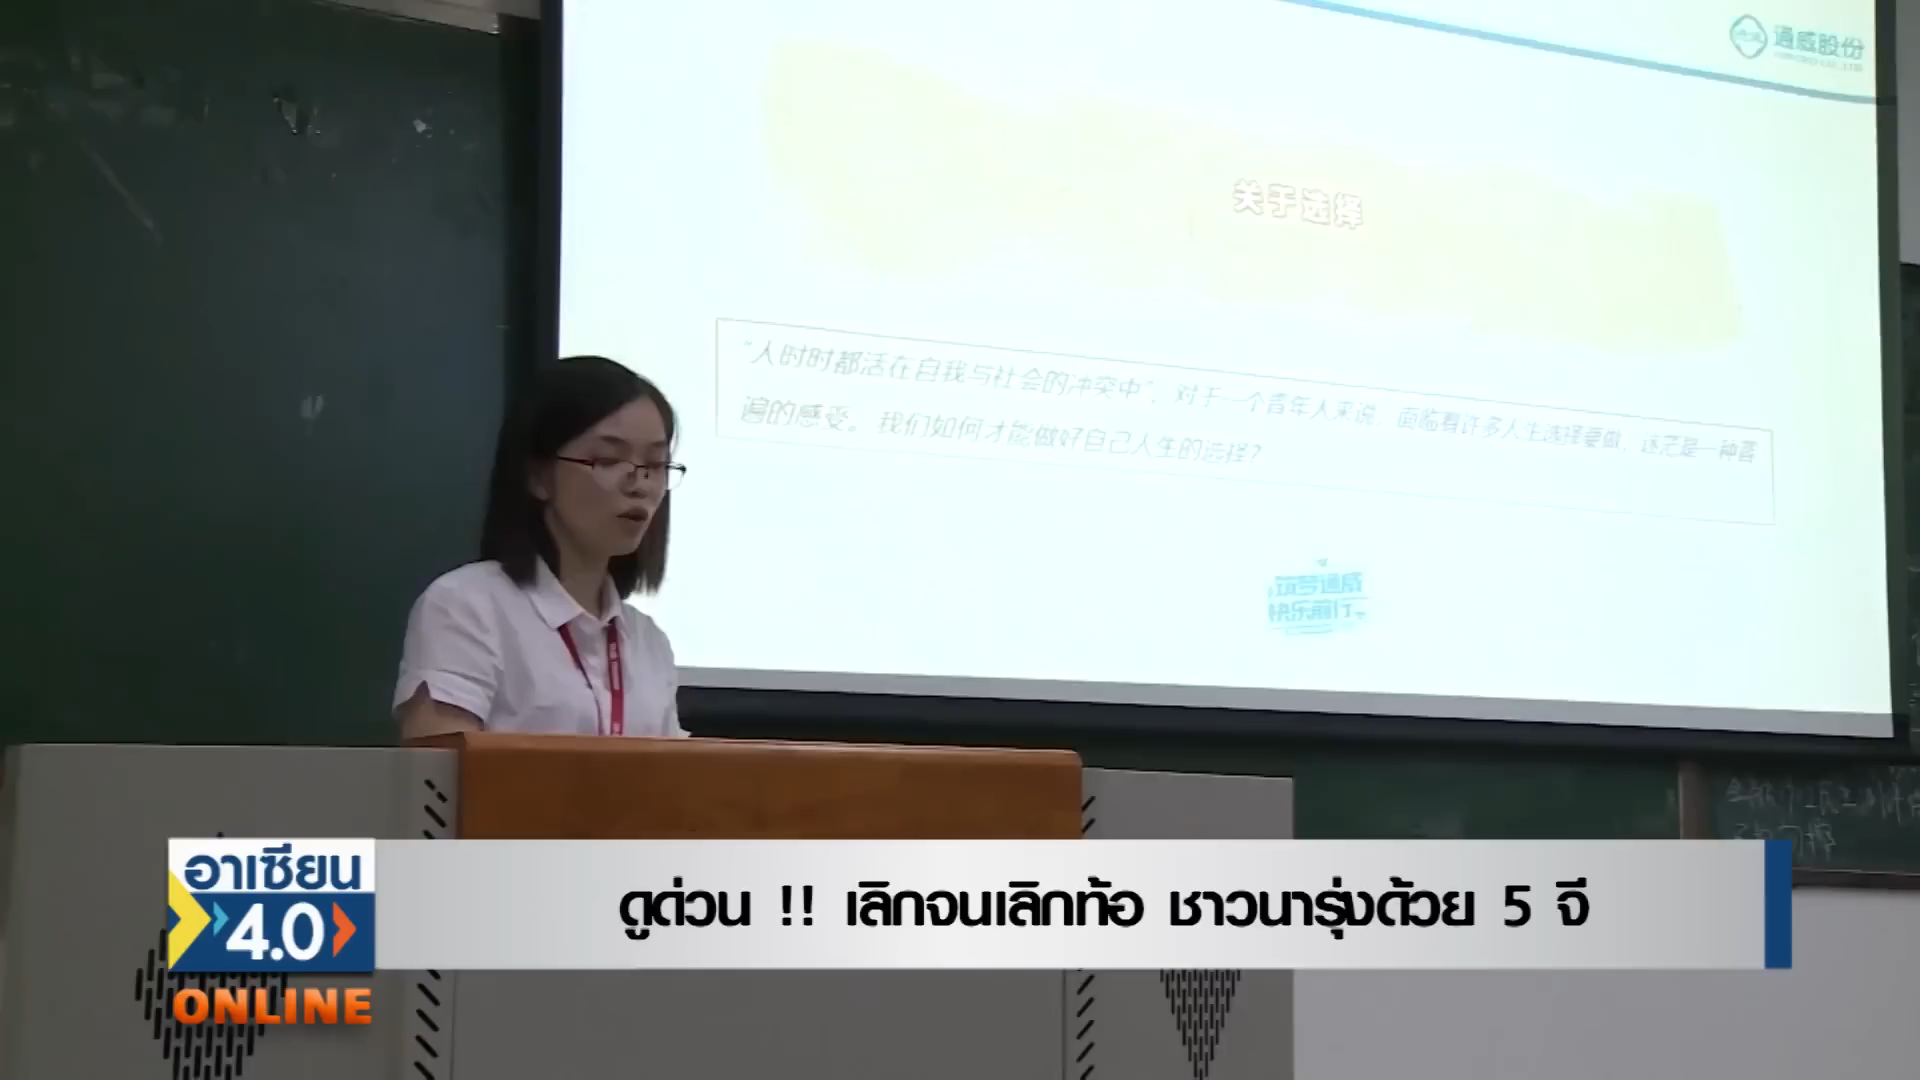 通威股份
关于选择
“人时时都活在自我与社会的冲突中”，对于一个青年人来说，面临着许多人生选择要做，迷茫是一种普
遍的感受。我们如何才能做好自己人生的选择？
筑梦通威
快乐前行
อาเซียน
4.0
ONLINE
ดูด่วน !! เลิกจนเลิกท้อ ชาวนารุ่งด้วย 5 จี